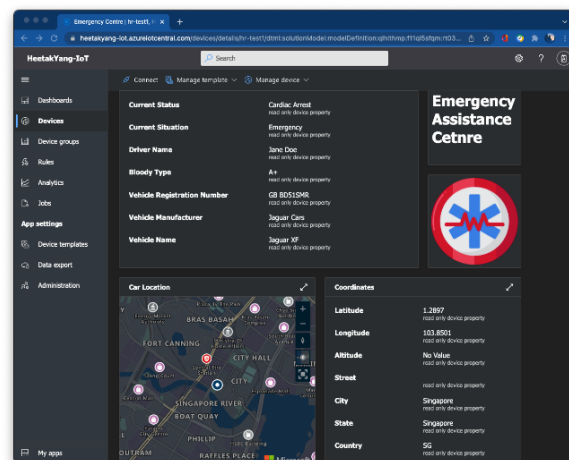 Emergency Centre | hr-test1, H
heetakyang-iot.azureiotcentral.com/devices/details/hr-test1/dtmi:solutionModel:modelDefinition:
HeetakYang-IoT
Search
Connect
Manage template
Manage device
Dashboards
Devices
Device groups
Rules
Analytics
Jobs
App settings
Device templates
Data export
Administration
My apps
Current Status
Cardiac Arrest
read only device property
Current Situation
Emergency
read only device property
Driver Name
Jane Doe
read only device property
Bloody Type
A+
read only device property
Vehicle Registration Number
GB BD51SMR
read only device property
Vehicle Manufacturer
Jaguar Cars
read only device property
Vehicle Name
Jaguar XF
read only device property
Emergency
Assistance
Cetnre
Car Location
BRAS BASAH
FORT CANNING
CITY HALL
CITY
SINGAPORE RIVER
BOAT QUAY
PHILLIP
OUTRAM
RAFFLES PLACE
Microsoft
Coordinates
Latitude
1.2897
read only device property
Longitude
103.8501
read only device property
Altitude
No Value
read only device property
Street
read only device property
City
Singapore
read only device property
State
Singapore
read only device property
Country
SG
read only device property